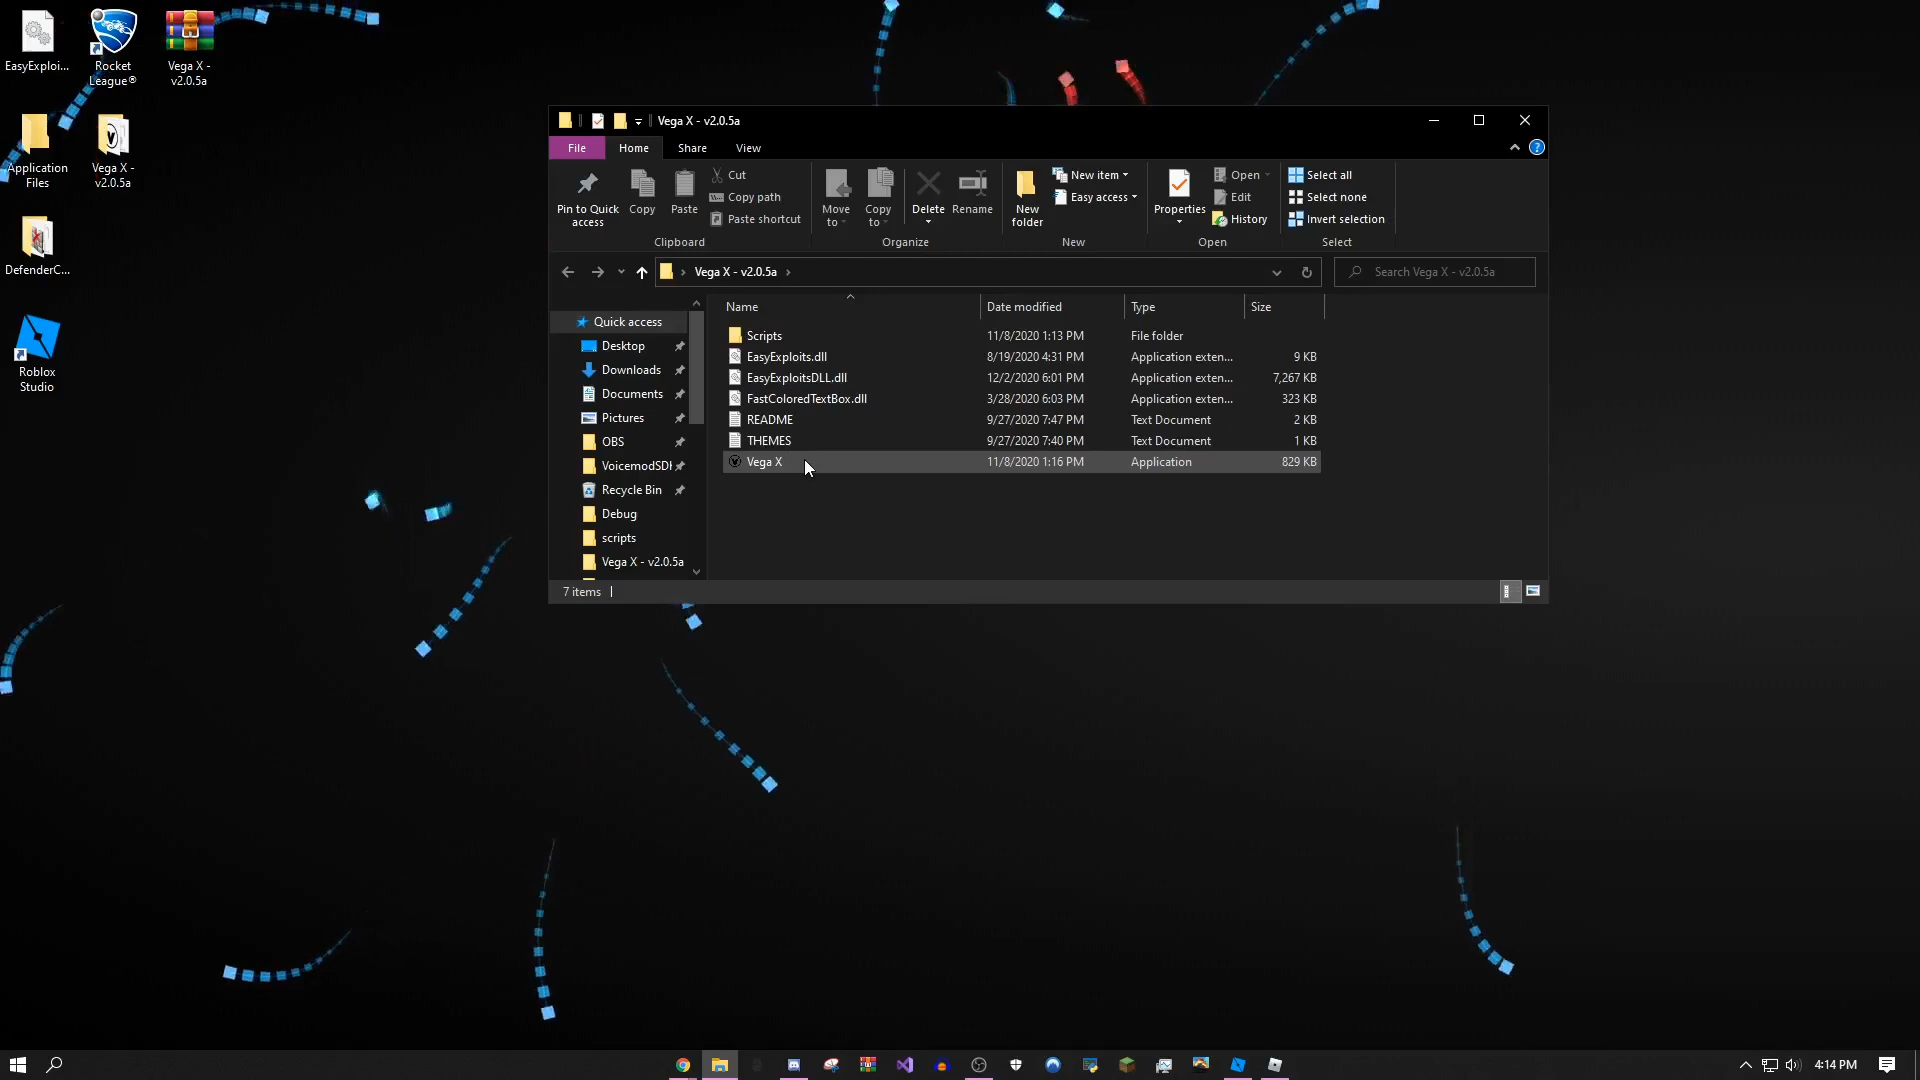 EasyExploi...
Rocket League®
Vega X - v2.0.5a
Application Files
Vega X - v2.0.5a
DefenderC...
Roblox Studio
Vega X - v2.0.5a
File Home Share View
Pin to Quick access
Copy
Paste
Cut
Copy path
Paste shortcut
Clipboard
Move to
Copy to
Delete
Rename
Organize
New folder
New item
Easy access
New
Properties
Open
Edit
History
Open
Select all
Select none
Invert selection
Select
Vega X - v2.0.5a
Search Vega X - v2.0.5a
Quick access
Desktop
Downloads
Documents
Pictures
OBS
VoicemodSDK
Recycle Bin
Debug
scripts
Vega X - v2.0.5a
Name Date modified Type Size
Scripts 11/8/2020 1:13 PM File folder
EasyExploits.dll 8/19/2020 4:31 PM Application exten... 9 KB
EasyExploitsDLL.dll 12/2/2020 6:01 PM Application exten... 7,267 KB
FastColoredTextBox.dll 3/28/2020 6:03 PM Application exten... 323 KB
README 9/27/2020 7:47 PM Text Document 2 KB
THEMES 9/27/2020 7:40 PM Text Document 1 KB
Vega X 11/8/2020 1:16 PM Application 829 KB
7 items
4:14 PM